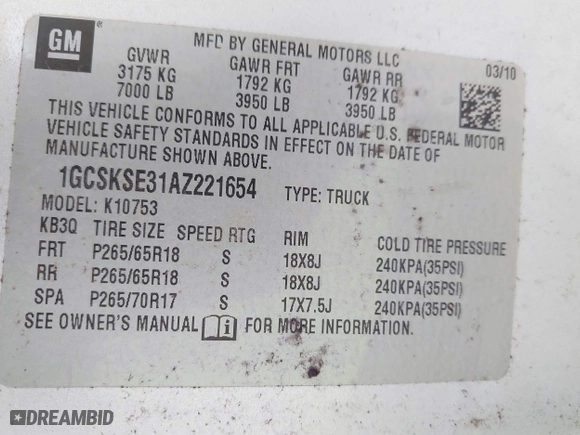 GM
MFD BY GENERAL MOTORS LLC
GVWR GAWR FRT GAWR RR 03/10
3175 KG 1792 KG 1792 KG
7000 LB 3950 LB 3950 LB
THIS VEHICLE CONFORMS TO ALL APPLICABLE U.S. FEDERAL MOTOR
VEHICLE SAFETY STANDARDS IN EFFECT ON THE DATE OF
MANUFACTURE SHOWN ABOVE.
1GCSKSE31AZ221654 TYPE: TRUCK
MODEL: K10753
KB3Q TIRE SIZE SPEED RTG RIM COLD TIRE PRESSURE
FRT P265/65R18 S 18X8J 240KPA(35PSI)
RR P265/65R18 S 18X8J 240KPA(35PSI)
SPA P265/70R17 S 17X7.5J 240KPA(35PSI)
SEE OWNER'S MANUAL FOR MORE INFORMATION.
DREAMBID